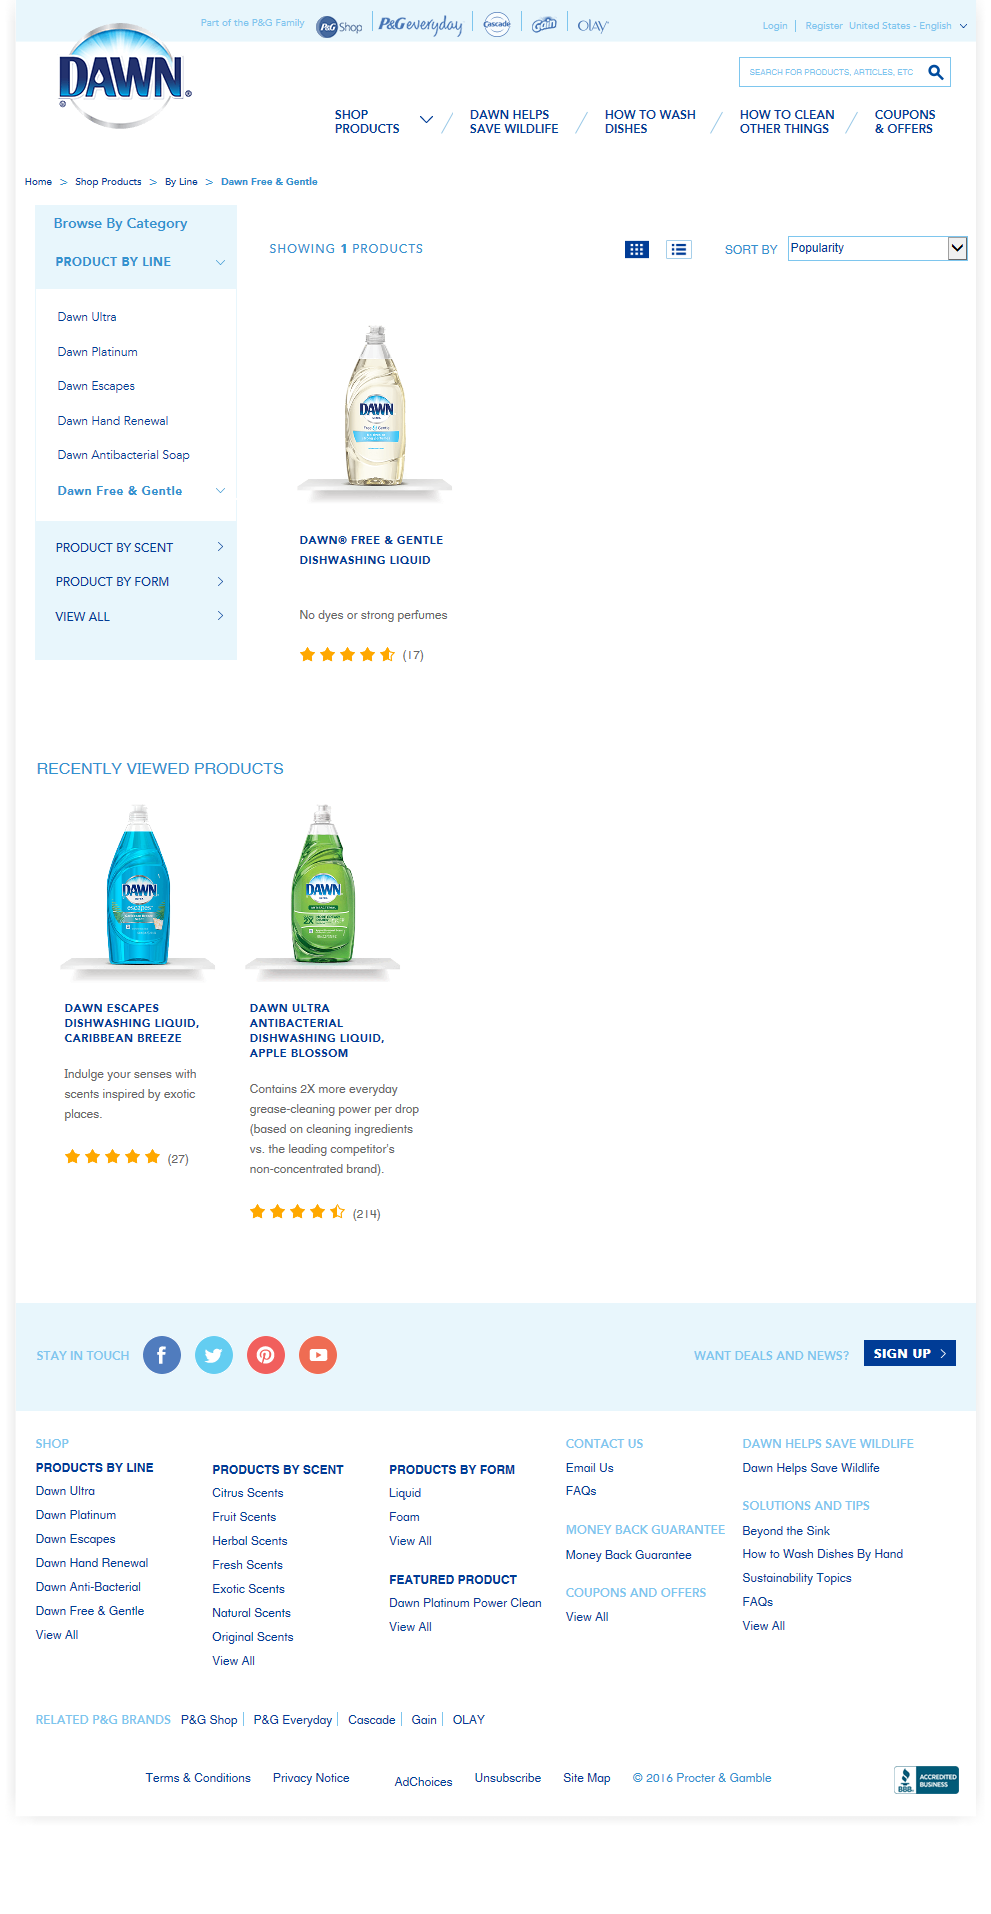 Part of the P&G Family
P&G Shop
P&G everyday
Cascade
Gain
OLAY
Login
Register
United States - English
DAWN
SEARCH FOR PRODUCTS, ARTICLES, ETC
SHOP
PRODUCTS
DAWN HELPS
SAVE WILDLIFE
HOW TO WASH
DISHES
HOW TO CLEAN
OTHER THINGS
COUPONS
& OFFERS
Home > Shop Products > By Line > Dawn Free & Gentle
Browse By Category
PRODUCT BY LINE
Dawn Ultra
Dawn Platinum
Dawn Escapes
Dawn Hand Renewal
Dawn Antibacterial Soap
Dawn Free & Gentle
PRODUCT BY SCENT
PRODUCT BY FORM
VIEW ALL
SHOWING 1 PRODUCTS
SORT BY
Popularity
DAWN
Free & Gentle
DAWN® FREE & GENTLE
DISHWASHING LIQUID
No dyes or strong perfumes
(17)
RECENTLY VIEWED PRODUCTS
DAWN
ULTRA
escapes
DAWN ESCAPES
DISHWASHING LIQUID,
CARIBBEAN BREEZE
Indulge your senses with
scents inspired by exotic
places.
(27)
DAWN
ULTRA
ANTIBACTERIAL
2X
DAWN ULTRA
ANTIBACTERIAL
DISHWASHING LIQUID,
APPLE BLOSSOM
Contains 2X more everyday
grease-cleaning power per drop
(based on cleaning ingredients
vs. the leading competitor's
non-concentrated brand).
(214)
STAY IN TOUCH
WANT DEALS AND NEWS?
SIGN UP >
SHOP
PRODUCTS BY LINE
Dawn Ultra
Dawn Platinum
Dawn Escapes
Dawn Hand Renewal
Dawn Anti-Bacterial
Dawn Free & Gentle
View All
PRODUCTS BY SCENT
Citrus Scents
Fruit Scents
Herbal Scents
Fresh Scents
Exotic Scents
Natural Scents
Original Scents
View All
PRODUCTS BY FORM
Liquid
Foam
View All
FEATURED PRODUCT
Dawn Platinum Power Clean
View All
CONTACT US
Email Us
FAQs
MONEY BACK GUARANTEE
Money Back Guarantee
COUPONS AND OFFERS
View All
DAWN HELPS SAVE WILDLIFE
Dawn Helps Save Wildlife
SOLUTIONS AND TIPS
Beyond the Sink
How to Wash Dishes By Hand
Sustainability Topics
FAQs
View All
RELATED P&G BRANDS P&G Shop P&G Everyday Cascade Gain OLAY
Terms & Conditions Privacy Notice AdChoices Unsubscribe Site Map © 2016 Procter & Gamble
BBB
ACCREDITED
BUSINESS